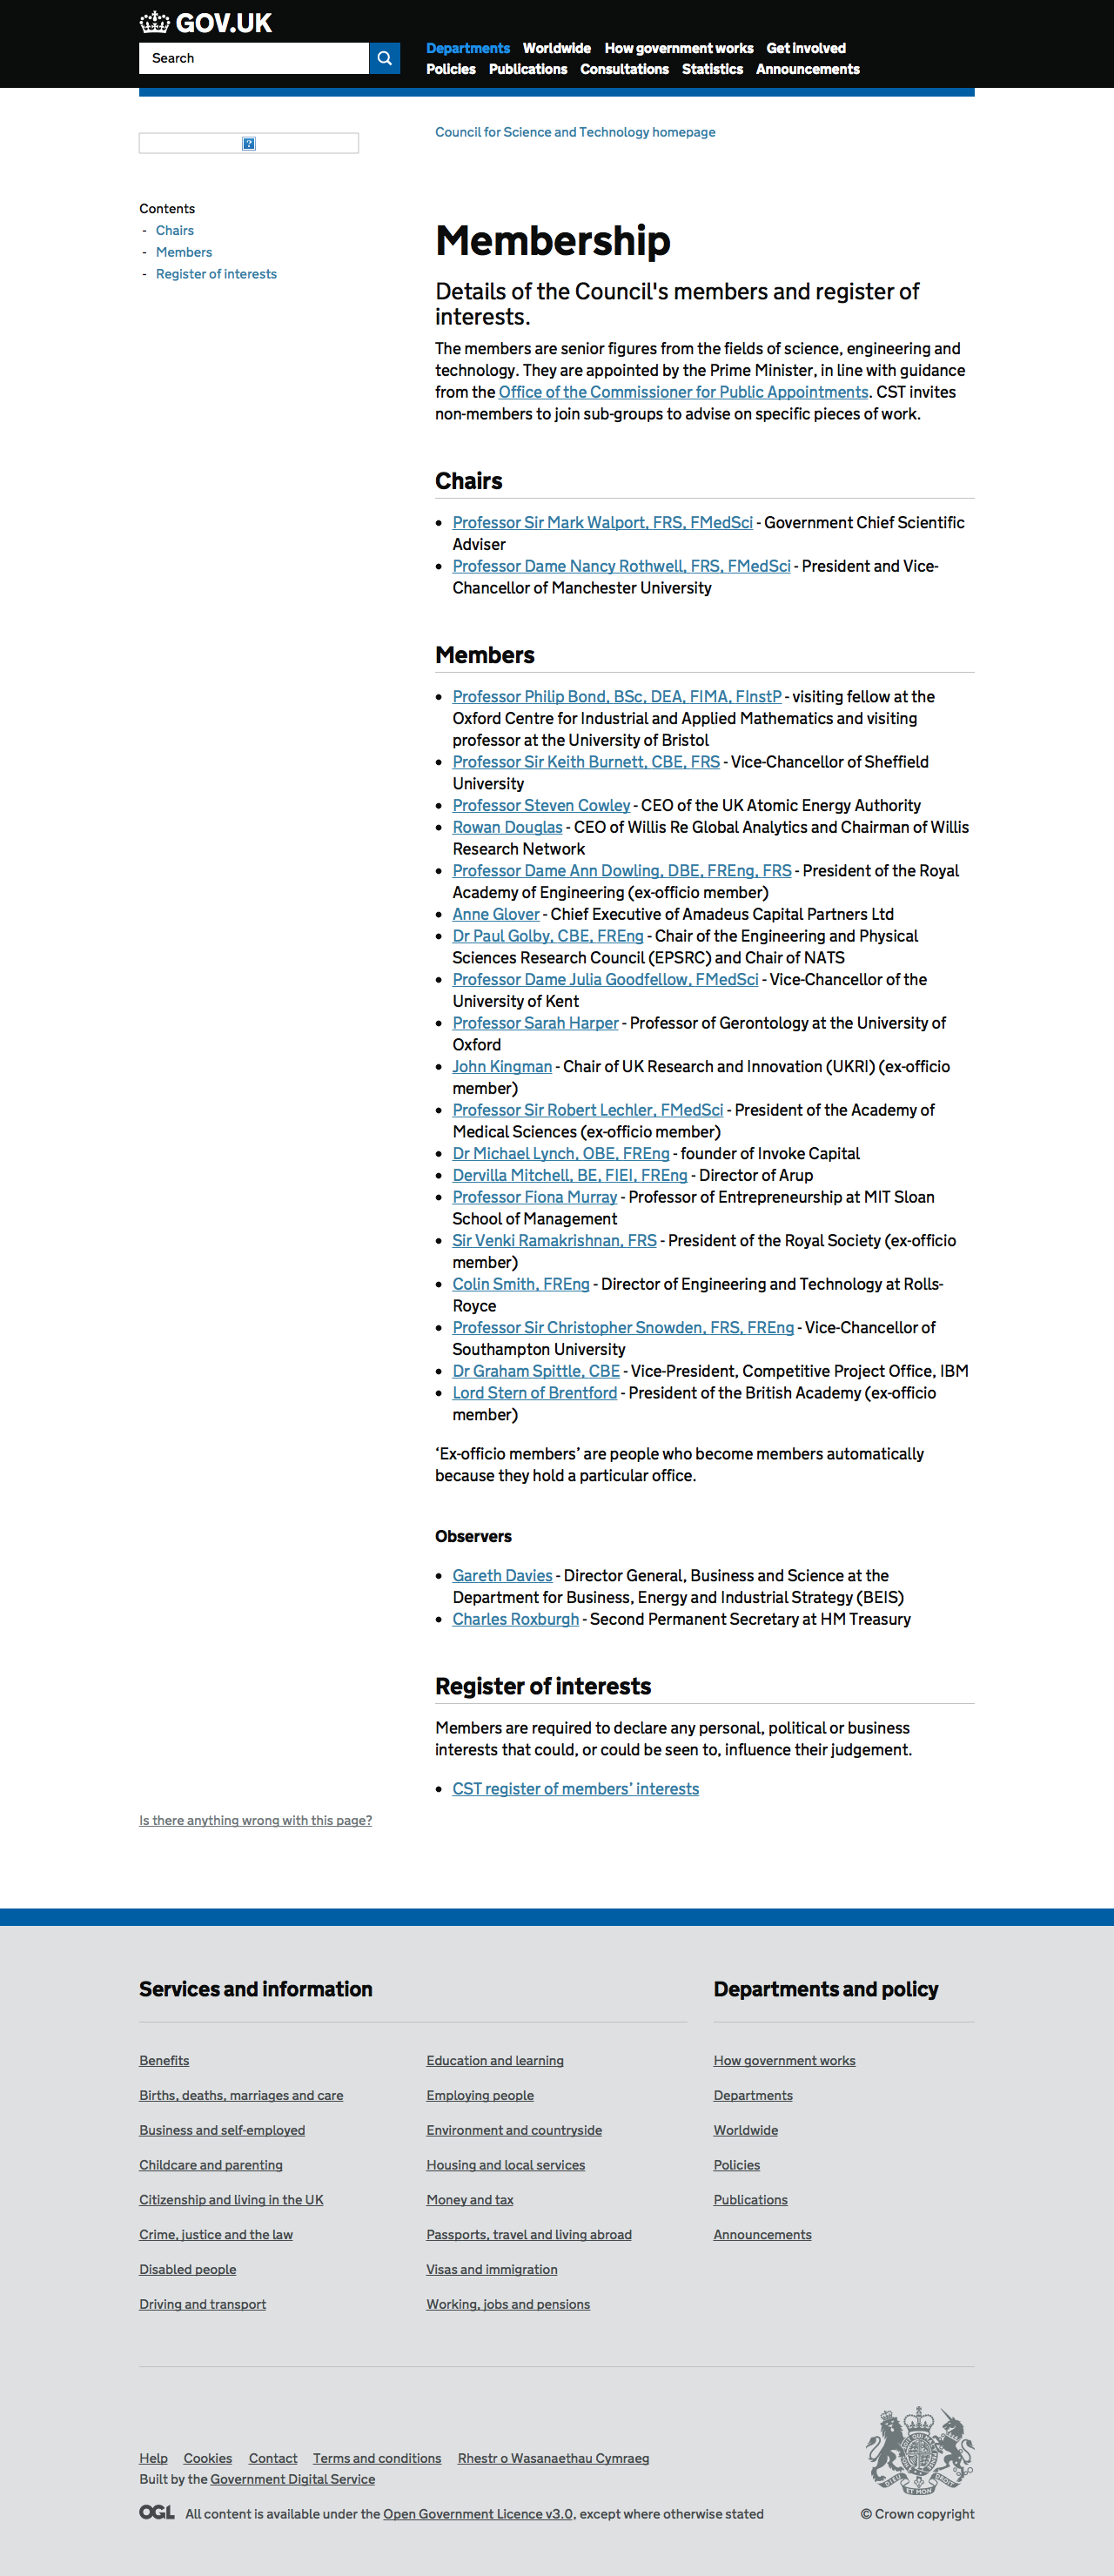 GOV.UK
Search
Departments Worldwide How government works Get involved
Policies Publications Consultations Statistics Announcements
Council for Science and Technology homepage
Contents
- Chairs
- Members
- Register of interests
Membership
Details of the Council's members and register of
interests.
The members are senior figures from the fields of science, engineering and
technology. They are appointed by the Prime Minister, in line with guidance
from the Office of the Commissioner for Public Appointments. CST invites
non-members to join sub-groups to advise on specific pieces of work.
Chairs
• Professor Sir Mark Walport, FRS, FMedSci - Government Chief Scientific
Adviser
• Professor Dame Nancy Rothwell, FRS, FMedSci - President and Vice-
Chancellor of Manchester University
Members
• Professor Philip Bond, BSc, DEA, FIMA, FInstP - visiting fellow at the
Oxford Centre for Industrial and Applied Mathematics and visiting
professor at the University of Bristol
• Professor Sir Keith Burnett, CBE, FRS - Vice-Chancellor of Sheffield
University
• Professor Steven Cowley - CEO of the UK Atomic Energy Authority
• Rowan Douglas - CEO of Willis Re Global Analytics and Chairman of Willis
Research Network
• Professor Dame Ann Dowling, DBE, FREng, FRS - President of the Royal
Academy of Engineering (ex-officio member)
• Anne Glover - Chief Executive of Amadeus Capital Partners Ltd
• Dr Paul Golby, CBE, FREng - Chair of the Engineering and Physical
Sciences Research Council (EPSRC) and Chair of NATS
• Professor Dame Julia Goodfellow, FMedSci - Vice-Chancellor of the
University of Kent
• Professor Sarah Harper - Professor of Gerontology at the University of
Oxford
• John Kingman - Chair of UK Research and Innovation (UKRI) (ex-officio
member)
• Professor Sir Robert Lechler, FMedSci - President of the Academy of
Medical Sciences (ex-officio member)
• Dr Michael Lynch, OBE, FREng - founder of Invoke Capital
• Dervilla Mitchell, BE, FIEI, FREng - Director of Arup
• Professor Fiona Murray - Professor of Entrepreneurship at MIT Sloan
School of Management
• Sir Venki Ramakrishnan, FRS - President of the Royal Society (ex-officio
member)
• Colin Smith, FREng - Director of Engineering and Technology at Rolls-
Royce
• Professor Sir Christopher Snowden, FRS, FREng - Vice-Chancellor of
Southampton University
• Dr Graham Spittle, CBE - Vice-President, Competitive Project Office, IBM
• Lord Stern of Brentford - President of the British Academy (ex-officio
member)
‘Ex-officio members’ are people who become members automatically
because they hold a particular office.
Observers
• Gareth Davies - Director General, Business and Science at the
Department for Business, Energy and Industrial Strategy (BEIS)
• Charles Roxburgh - Second Permanent Secretary at HM Treasury
Register of interests
Members are required to declare any personal, political or business
interests that could, or could be seen to, influence their judgement.
• CST register of members’ interests
Is there anything wrong with this page?
Services and information
Departments and policy
Benefits
Births, deaths, marriages and care
Business and self-employed
Childcare and parenting
Citizenship and living in the UK
Crime, justice and the law
Disabled people
Driving and transport
Education and learning
Employing people
Environment and countryside
Housing and local services
Money and tax
Passports, travel and living abroad
Visas and immigration
Working, jobs and pensions
How government works
Departments
Worldwide
Policies
Publications
Announcements
Help Cookies Contact Terms and conditions Rhestr o Wasanaethau Cymraeg
Built by the Government Digital Service
OGL All content is available under the Open Government Licence v3.0, except where otherwise stated
© Crown copyright